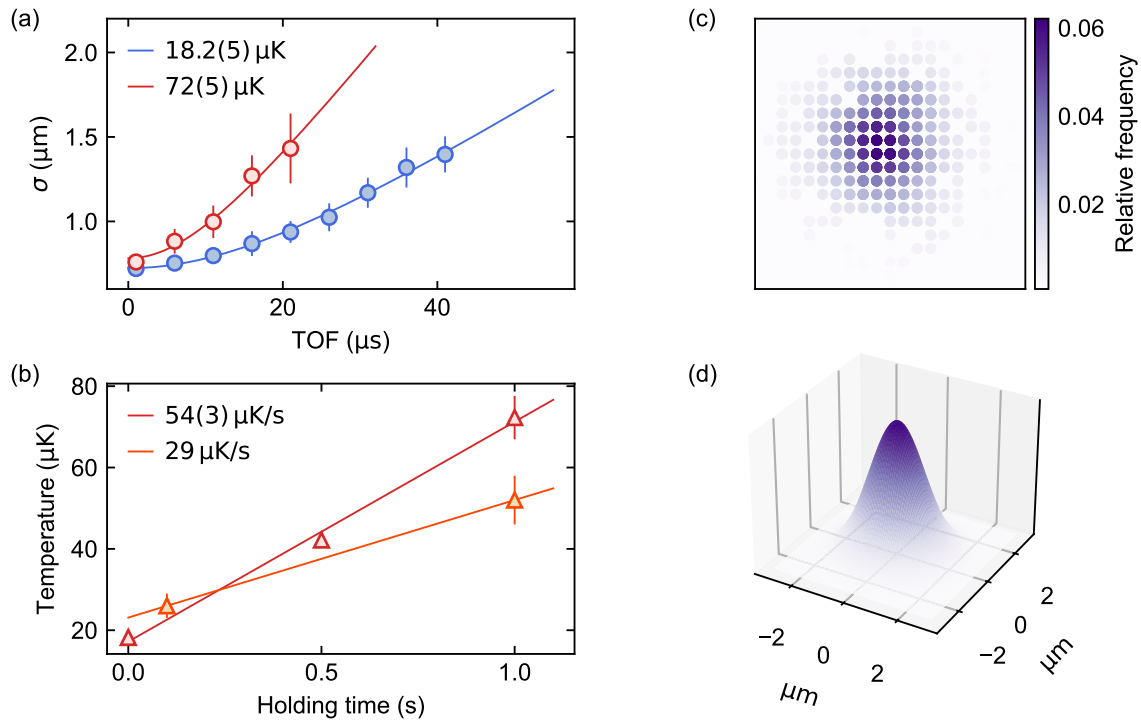 (a)
18.2(5) μK
72(5) μK
2.0
1.5
1.0
σ (μm)
0
20
40
TOF (μs)
(b)
54(3) μK/s
29 μK/s
80
60
40
20
Temperature (μK)
0.0
0.5
1.0
Holding time (s)
(c)
0.06
0.04
0.02
Relative frequency
(d)
−2
0
2
μm
−2
0
2
μm